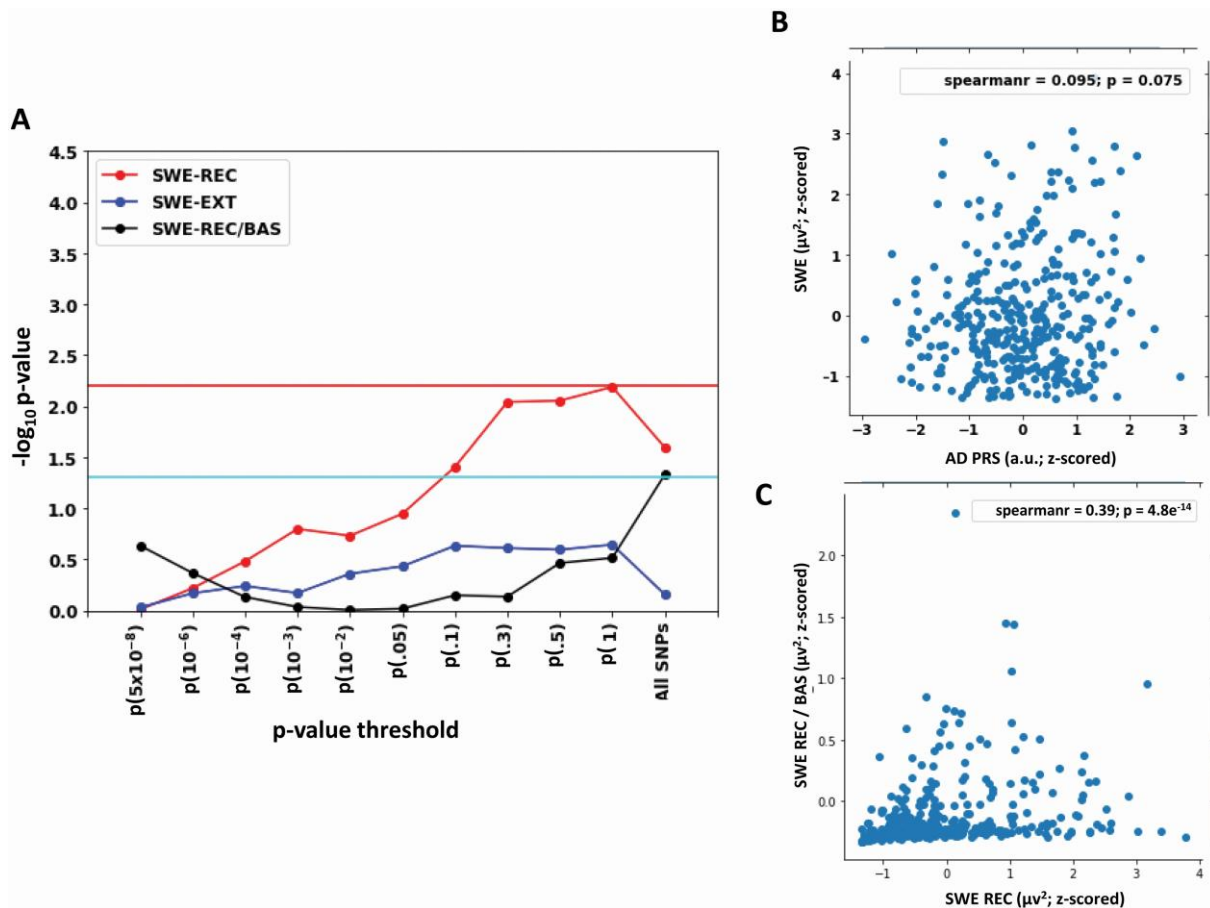 A
4.5
4.0
3.5
3.0
2.5
2.0
1.5
1.0
0.5
0.0
-log₁₀ p-value
SWE-REC
SWE-EXT
SWE-REC/BAS
p(5x10⁻⁸)
p(10⁻⁶)
p(10⁻⁴)
p(10⁻³)
p(10⁻²)
p(.05)
p(.1)
p(.3)
p(.5)
p( 1)
All SNPs
p-value threshold
B
spearmanr = 0.095; p = 0.075
4
3
2
1
0
-1
SWE (µv²; z-scored)
−3
−2
−1
0
1
2
3
AD PRS (a.u.; z-scored)
C
spearmanr = 0.39; p = 4.8e⁻¹⁴
2.0
1.5
1.0
0.5
0.0
SWE REC / BAS (µv²; z-scored)
−1
0
1
2
3
4
SWE REC (µv²; z-scored)